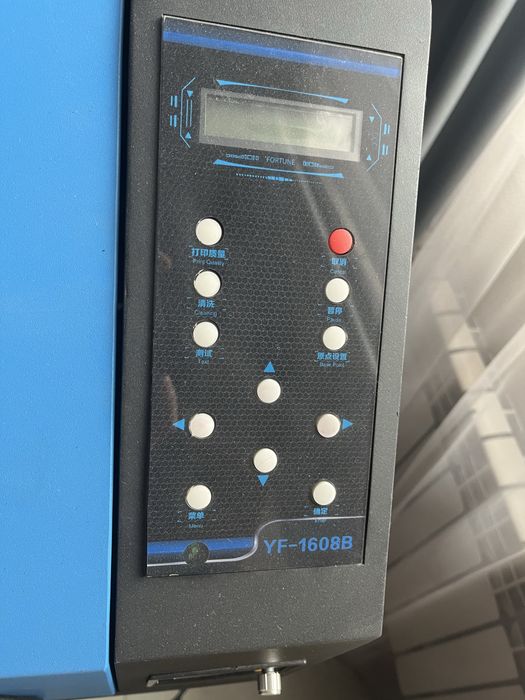 'FORTUNE
打印质量
Print Quality
取消
Cancel
清洗
Cleaning
暂停
Pause
测试
Test
原点设置
Base Point
菜单
Menu
确定
YF-1608B